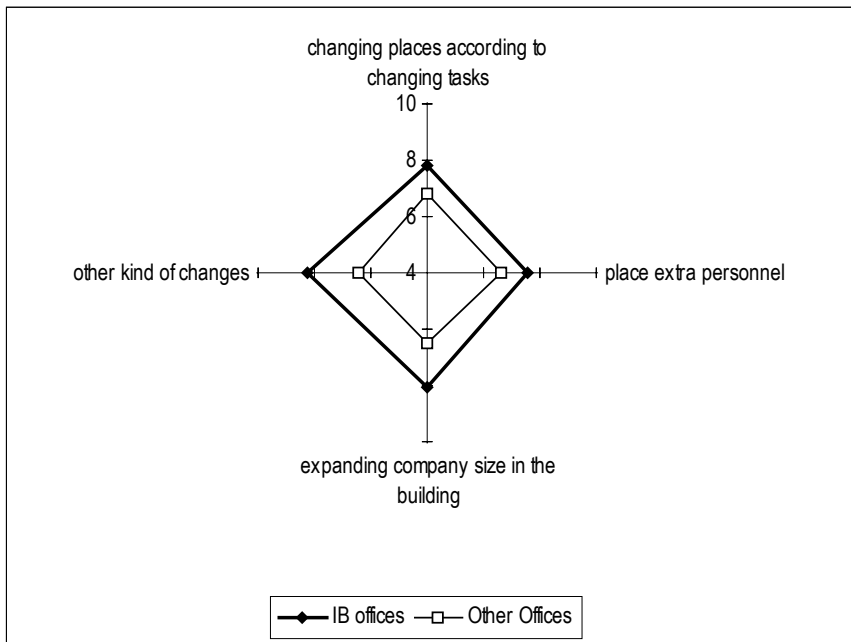 changing places according to
changing tasks
10
8
6
4
other kind of changes
place extra personnel
expanding company size in the
building
IB offices
Other Offices